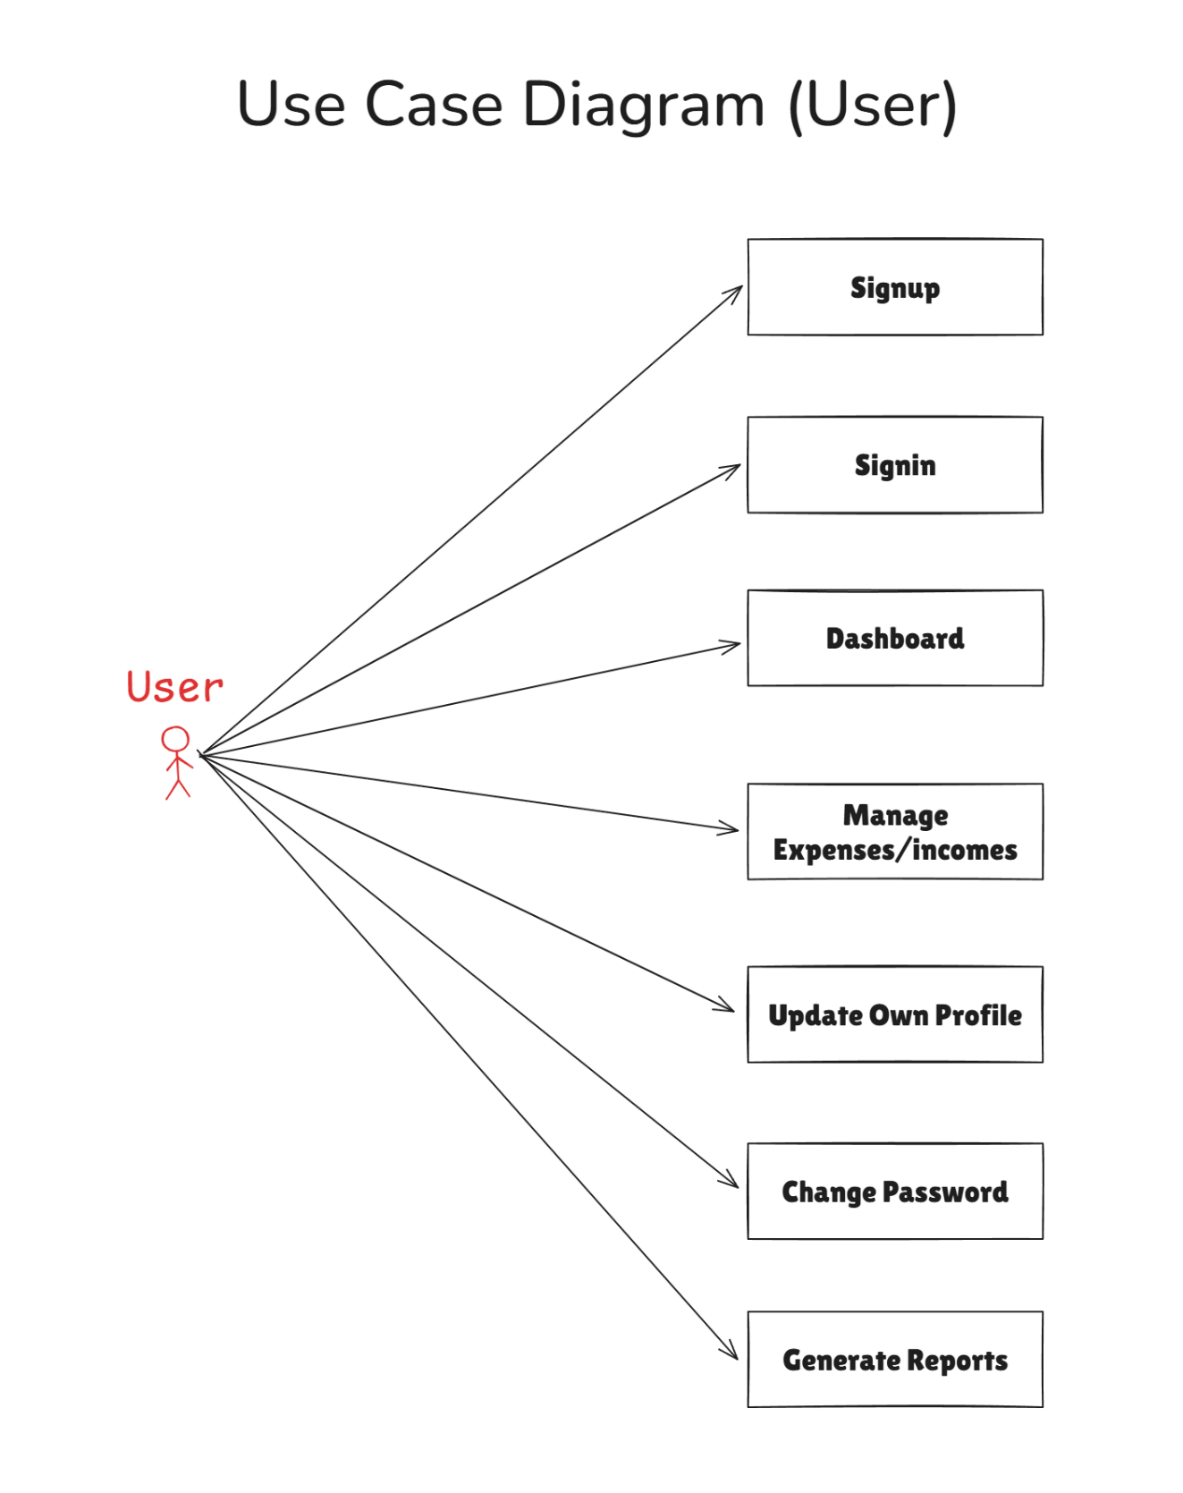 Use Case Diagram (User)
Signup
Signin
Dashboard
User
Manage
Expenses/incomes
Update Own Profile
Change Password
Generate Reports